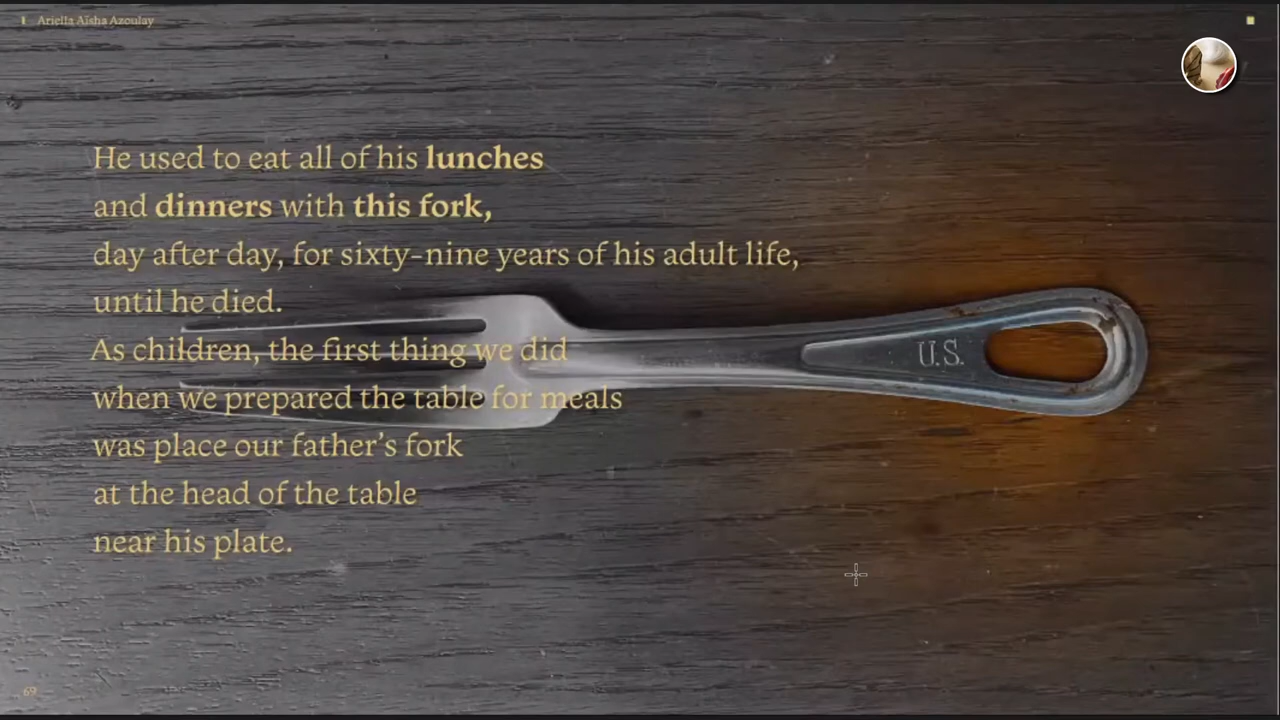 Ariella Aïsha Azoulay
He used to eat all of his lunches
and dinners with this fork,
day after day, for sixty-nine years of his adult life,
until he died.
As children, the first thing we did
when we prepared the table for meals
was place our father's fork
at the head of the table
near his plate.
U.S.
69